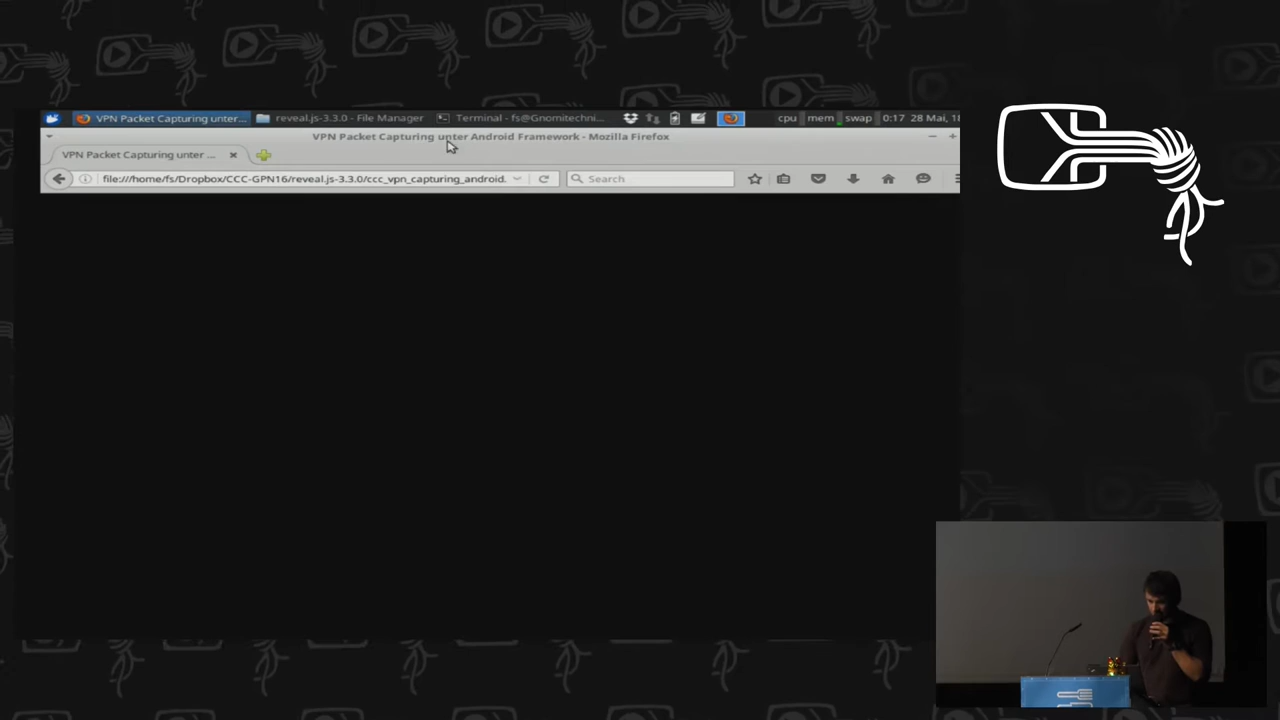 VPN Packet Capturing unter... reveal.js-3.3.0 - File Manager Terminal - fs@Gnomitechni... cpu mem swap 0:17 28 Mai, 18
VPN Packet Capturing unter Android Framework - Mozilla Firefox
VPN Packet Capturing unter ...
file:///home/fs/Dropbox/CCC-GPN16/reveal.js-3.3.0/ccc_vpn_capturing_android. Search